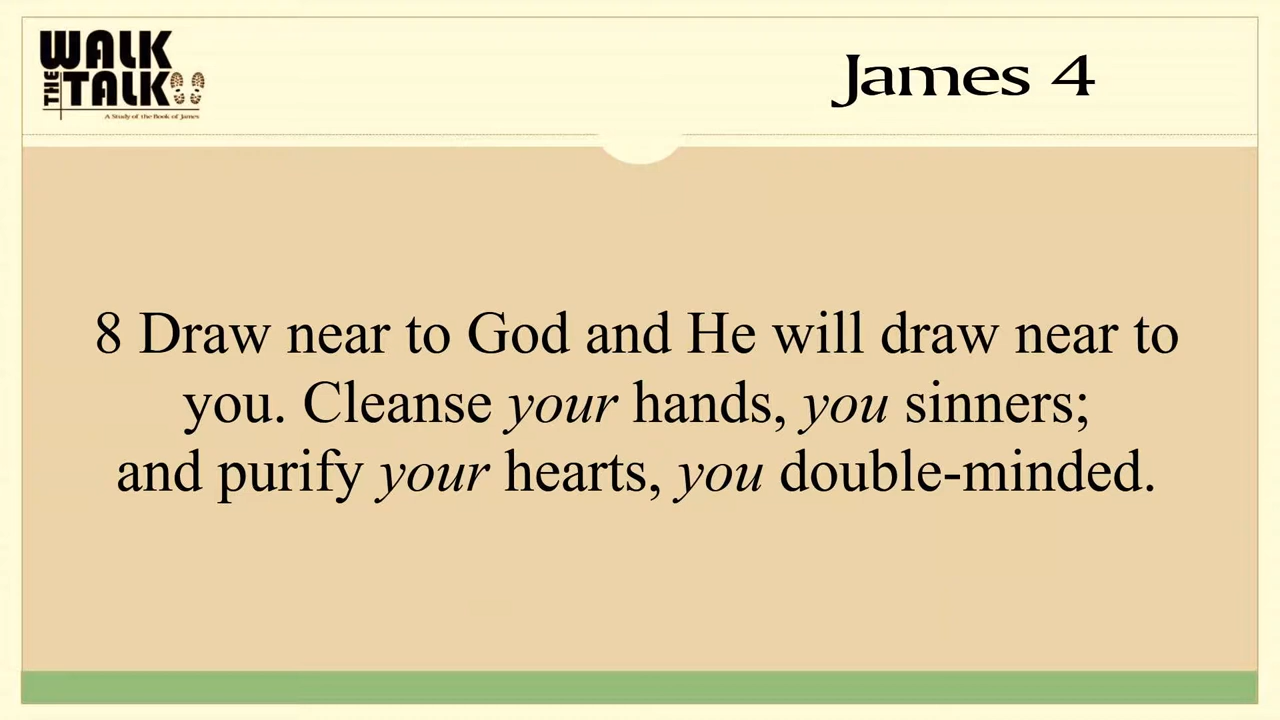 WALK
THE TALK
A Study of the Book of James
James 4
8 Draw near to God and He will draw near to
you. Cleanse your hands, you sinners;
and purify your hearts, you double-minded.